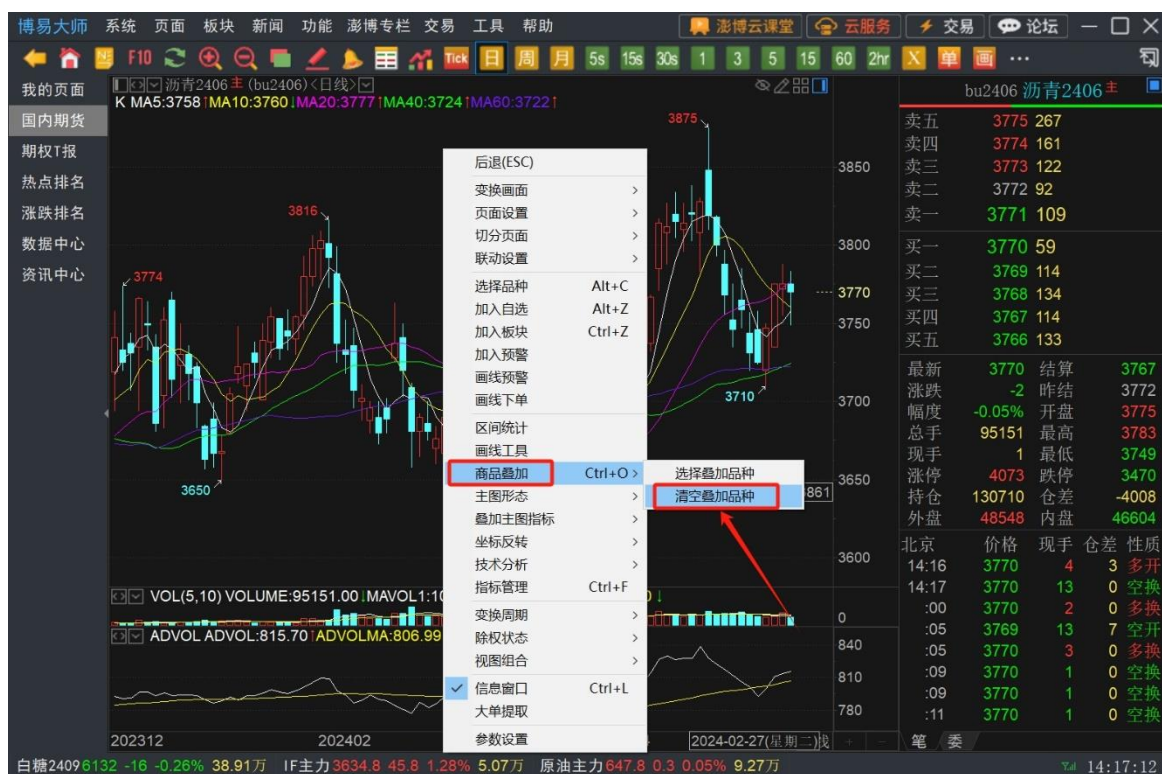 博易大师 系统 页面 板块 新闻 功能 澎博专栏 交易 工具 帮助 澎博云课堂 云服务 交易 论坛
F10 Tick 日 周 月 5s 15s 30s 1 3 5 15 60 2hr X 单 画 ...
我的页面
国内期货
期权T报
热点排名
涨跌排名
数据中心
资讯中心
沥青2406主 (bu2406)<日线>
K MA5:3758↑MA10:3760↓MA20:3777↑MA40:3724↑MA60:3722↑
3875
3816
3774
3650
3710
3850
3800
3770
3750
3700
3650
861
3600
后退(ESC)
变换画面
页面设置
切分页面
联动设置
选择品种 Alt+C
加入自选 Alt+Z
加入板块 Ctrl+Z
加入预警
画线预警
画线下单
区间统计
画线工具
商品叠加 Ctrl+O
主图形态
叠加主图指标
坐标反转
技术分析
指标管理 Ctrl+F
变换周期
除权状态
视图组合
信息窗口 Ctrl+L
大单提取
参数设置
选择叠加品种
清空叠加品种
VOL(5,10) VOLUME:95151.00↓MAVOL1:10
0
ADVOL ADVOL:815.70↑ADVOLMA:806.99
840
810
780
202312 202402 2024-02-27(星期二)
bu2406 沥青2406主
卖五 3775 267
卖四 3774 161
卖三 3773 122
卖二 3772 92
卖一 3771 109
买一 3770 59
买二 3769 114
买三 3768 134
买四 3767 114
买五 3766 133
最新 3770 结算 3767
涨跌 -2 昨结 3772
幅度 -0.05% 开盘 3775
总手 95151 最高 3783
现手 1 最低 3749
涨停 4073 跌停 3470
持仓 130710 仓差 -4008
外盘 48548 内盘 46604
北京 价格 现手 仓差 性质
14:16 3770 4 3 多开
14:17 3770 13 0 空换
:00 3770 2 0 多换
:05 3769 13 7 空开
:05 3770 3 0 多换
:09 3770 1 0 空换
:09 3770 1 0 空换
:11 3770 1 0 空换
笔 委
白糖2409 6132 -16 -0.26% 38.91万 IF主力 3634.8 45.8 1.28% 5.07万 原油主力 647.8 0.3 0.05% 9.27万 14:17:12